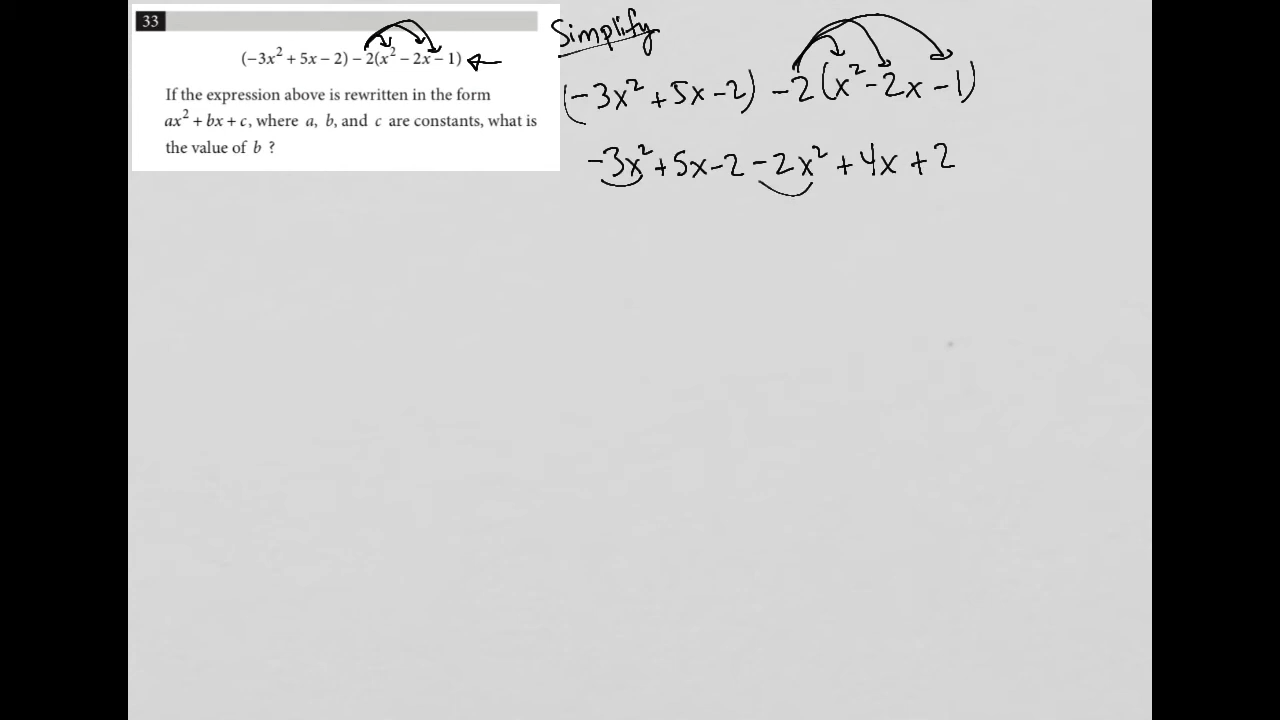 33
(−3x² + 5x − 2) − 2(x² − 2x − 1)
If the expression above is rewritten in the form
ax² + bx + c, where a, b, and c are constants, what is
the value of b ?
Simplify
(−3x² + 5x − 2) − 2(x² − 2x − 1)
−3x² + 5x − 2 − 2x² + 4x + 2